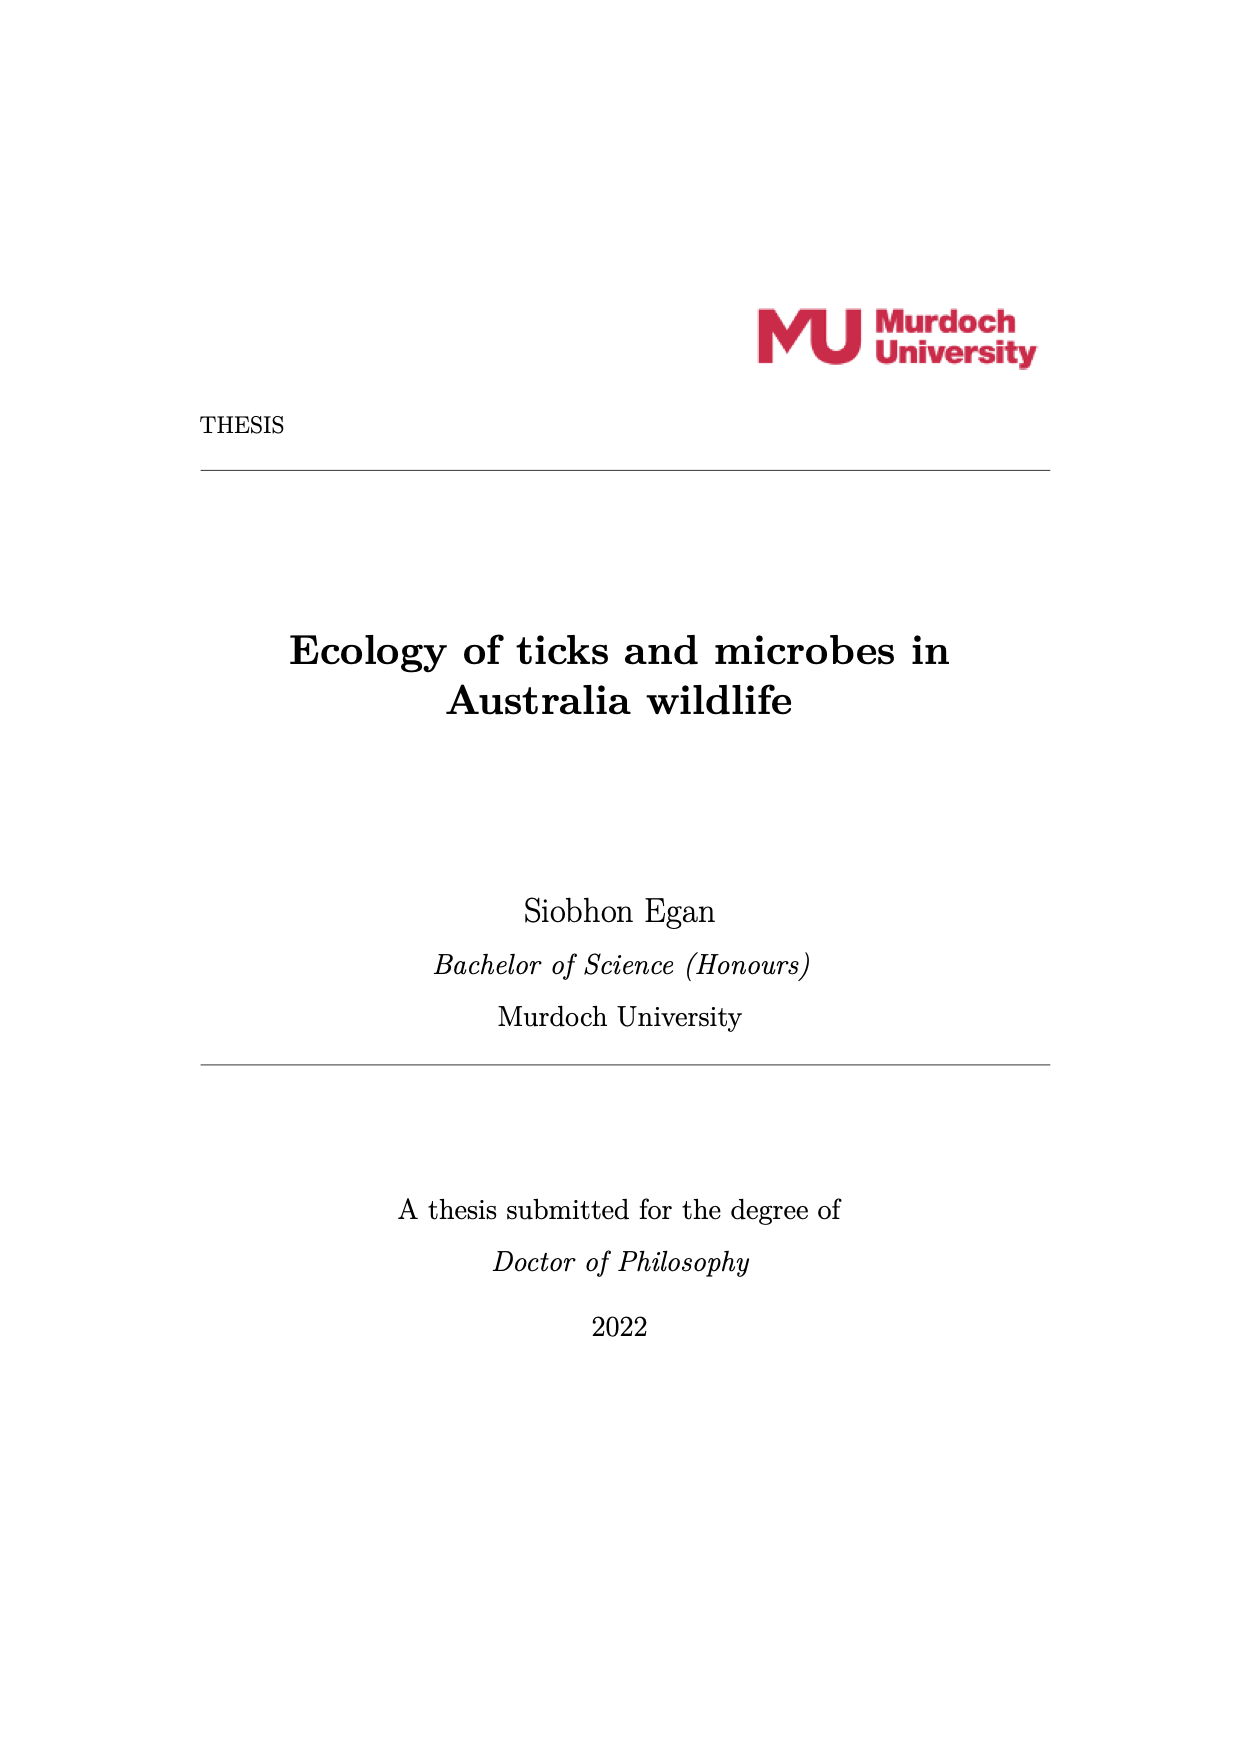 MU Murdoch
University
THESIS
Ecology of ticks and microbes in
Australia wildlife
Siobhon Egan
Bachelor of Science (Honours)
Murdoch University
A thesis submitted for the degree of
Doctor of Philosophy
2022